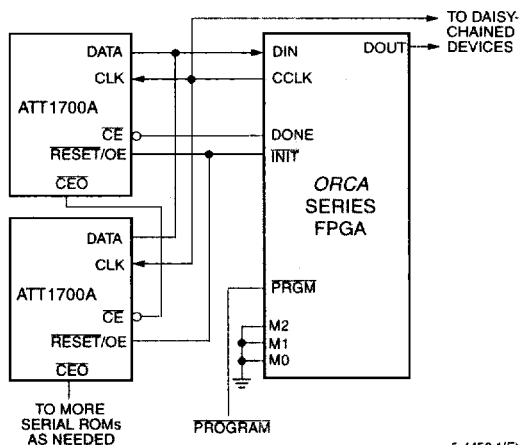 TO DAISY-
CHAINED
DEVICES
DATA
CLK
ATT1700A
CE
RESET/OE
CEO
DIN
DOUT
CCLK
DONE
INIT
ORCA
SERIES
FPGA
PRGM
M2
M1
M0
DATA
CLK
ATT1700A
CE
RESET/OE
CEO
TO MORE
SERIAL ROMs
AS NEEDED
PROGRAM